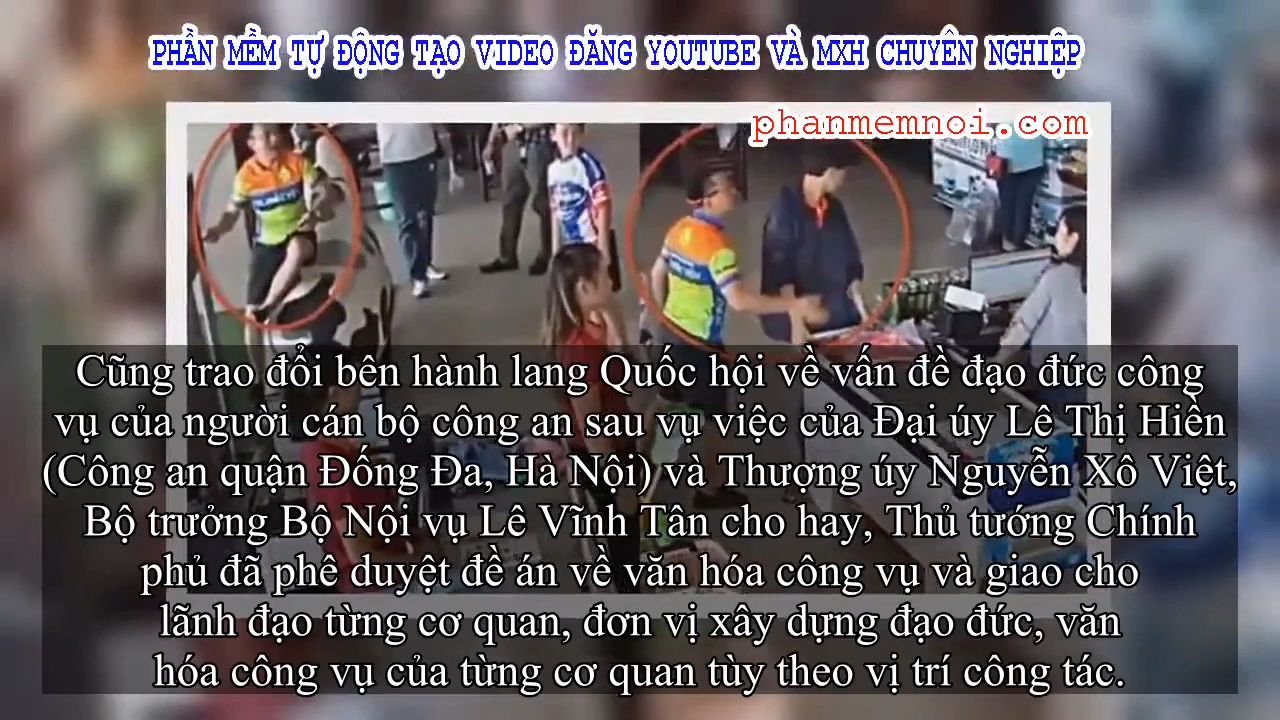 PHẦN MỀM TỰ ĐỘNG TẠO VIDEO ĐĂNG YOUTUBE VÀ MXH CHUYÊN NGHIỆP
phanmemnoi.com
Cũng trao đổi bên hành lang Quốc hội về vấn đề đạo đức công
vụ của người cán bộ công an sau vụ việc của Đại úy Lê Thị Hiền
(Công an quận Đống Đa, Hà Nội) và Thượng úy Nguyễn Xô Việt,
Bộ trưởng Bộ Nội vụ Lê Vĩnh Tân cho hay, Thủ tướng Chính
phủ đã phê duyệt đề án về văn hóa công vụ và giao cho
lãnh đạo từng cơ quan, đơn vị xây dựng đạo đức, văn
hóa công vụ của từng cơ quan tùy theo vị trí công tác.